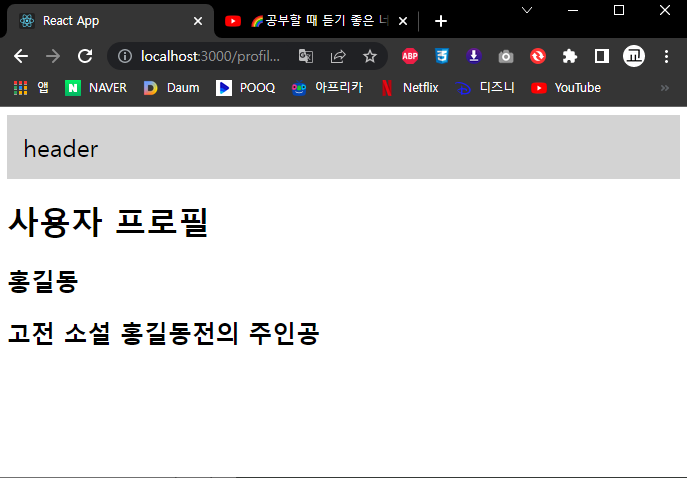 React App
🌈공부할 때 듣기 좋은 너
localhost:3000/profil...
ABP
고
앱
N NAVER
Daum
POOQ
아프리카
Netflix
디즈니
YouTube
»
header
사용자 프로필
홍길동
고전 소설 홍길동전의 주인공